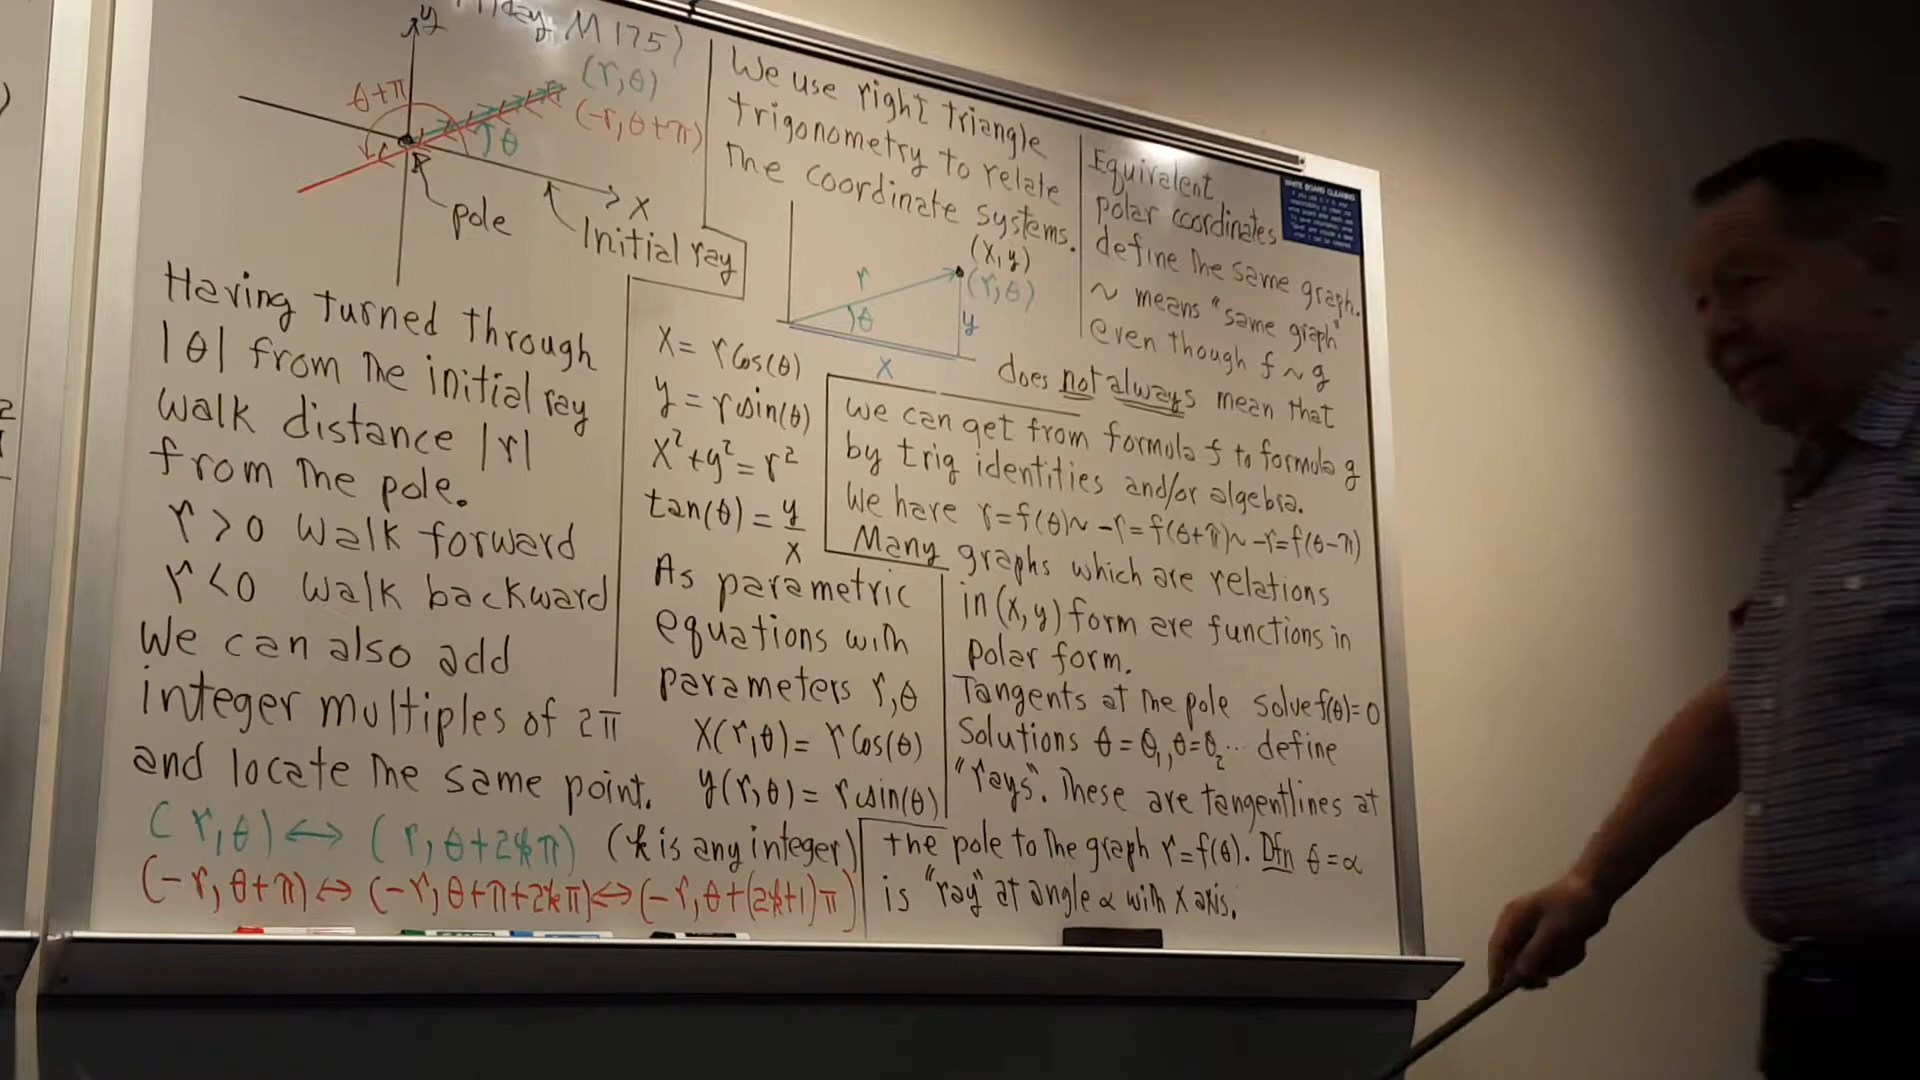 day M 175)
y
θ+π
(r,θ)
(-r, θ+π)
θ
x
pole
Initial ray
Having turned through
|θ| from the initial ray
walk distance |r|
from the pole.
r>0 walk forward
r<0 walk backward
We can also add
integer multiples of 2π
and locate the same point.
(r,θ) ↔ (r, θ+2kπ) (k is any integer)
(-r, θ+π) ↔ (-r, θ+π+2kπ) ↔ (-r, θ+(2k+1)π)
We use right triangle
trigonometry to relate
the coordinate systems.
(x,y)
r
(r,θ)
θ
y
x
x = r cos(θ)
y = r sin(θ)
x²+y² = r²
tan(θ) = y/x
As parametric
equations with
parameters r,θ
x(r,θ) = r cos(θ)
y(r,θ) = r sin(θ)
Equivalent
polar coordinates
define the same graph.
~ means "same graph"
even though f~g
does not always mean that
we can get from formula f to formula g
by trig identities and/or algebra.
We have r=f(θ)~ -r=f(θ+π)~ -r=f(θ-π)
Many graphs which are relations
in (x,y) form are functions in
Polar form.
Tangents at the pole solve f(θ)=0
Solutions θ=θ₁, θ=θ₂... define
"rays". These are tangentlines at
the pole to the graph r=f(θ). Dfn θ=α
is "ray" at angle α with x axis.
WHITE BOARD CLEANING